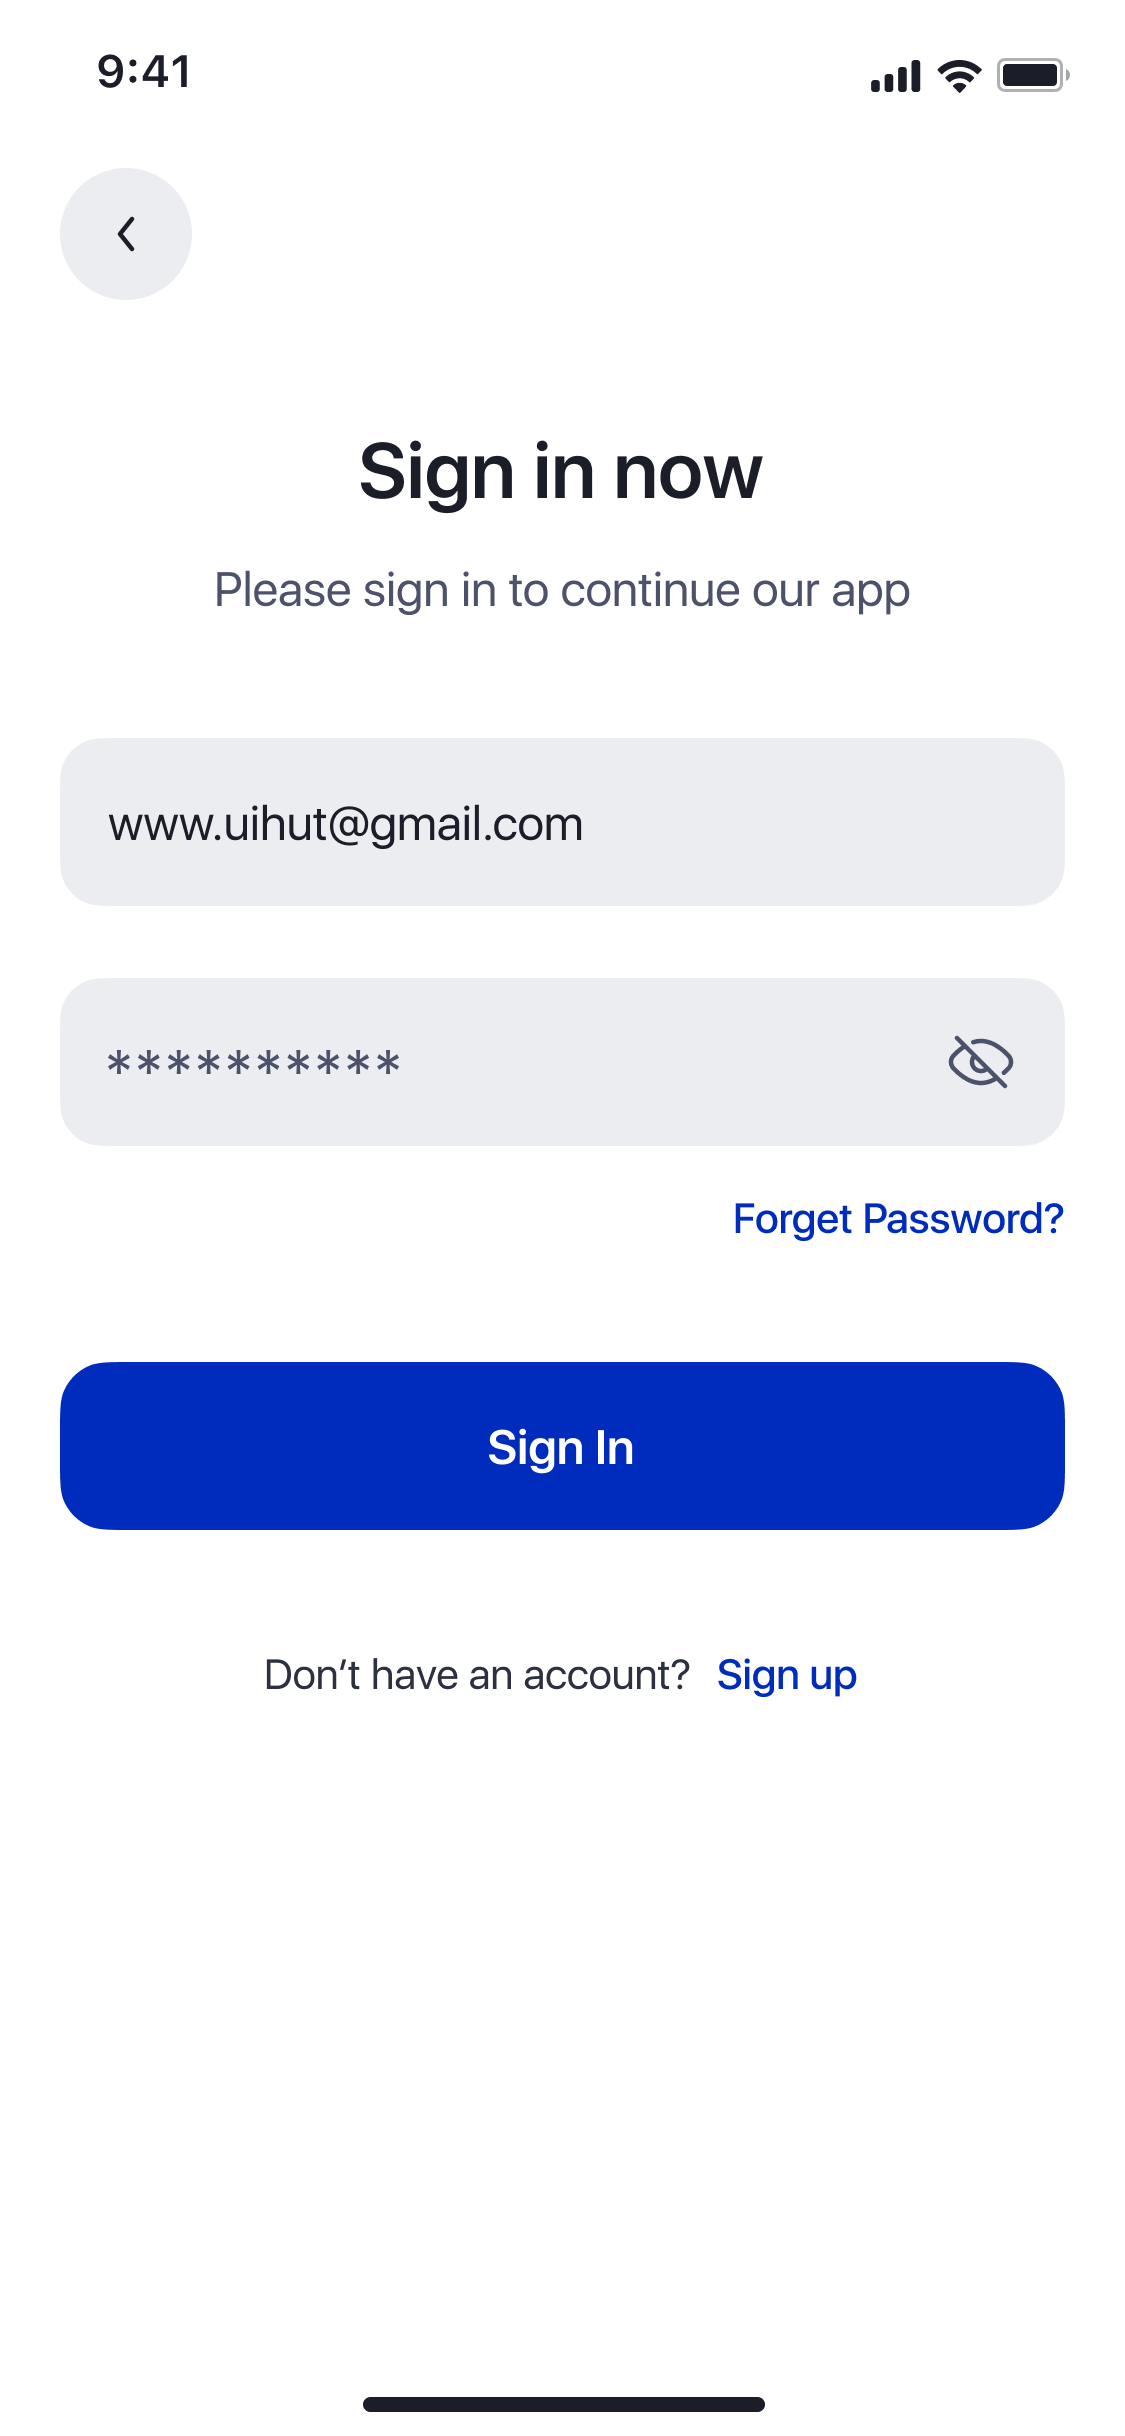 9:41
Sign in now
Please sign in to continue our app
www.uihut@gmail.com
**********
Forget Password?
Sign In
Don’t have an account? Sign up